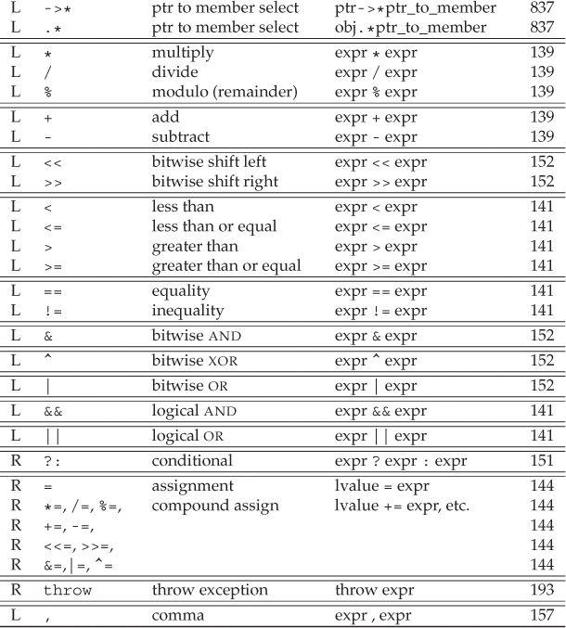 L ->* ptr to member select ptr->*ptr_to_member 837
L .* ptr to member select obj.*ptr_to_member 837
L * multiply expr * expr 139
L / divide expr / expr 139
L % modulo (remainder) expr % expr 139
L + add expr + expr 139
L - subtract expr - expr 139
L << bitwise shift left expr << expr 152
L >> bitwise shift right expr >> expr 152
L < less than expr < expr 141
L <= less than or equal expr <= expr 141
L > greater than expr > expr 141
L >= greater than or equal expr >= expr 141
L == equality expr == expr 141
L != inequality expr != expr 141
L & bitwise AND expr & expr 152
L ^ bitwise XOR expr ^ expr 152
L | bitwise OR expr | expr 152
L && logical AND expr && expr 141
L || logical OR expr || expr 141
R ?: conditional expr ? expr : expr 151
R = assignment lvalue = expr 144
R *=, /=, %=, compound assign lvalue += expr, etc. 144
R +=, -=, 144
R <<=, >>=, 144
R &=,|=, ^= 144
R throw throw exception throw expr 193
L , comma expr , expr 157